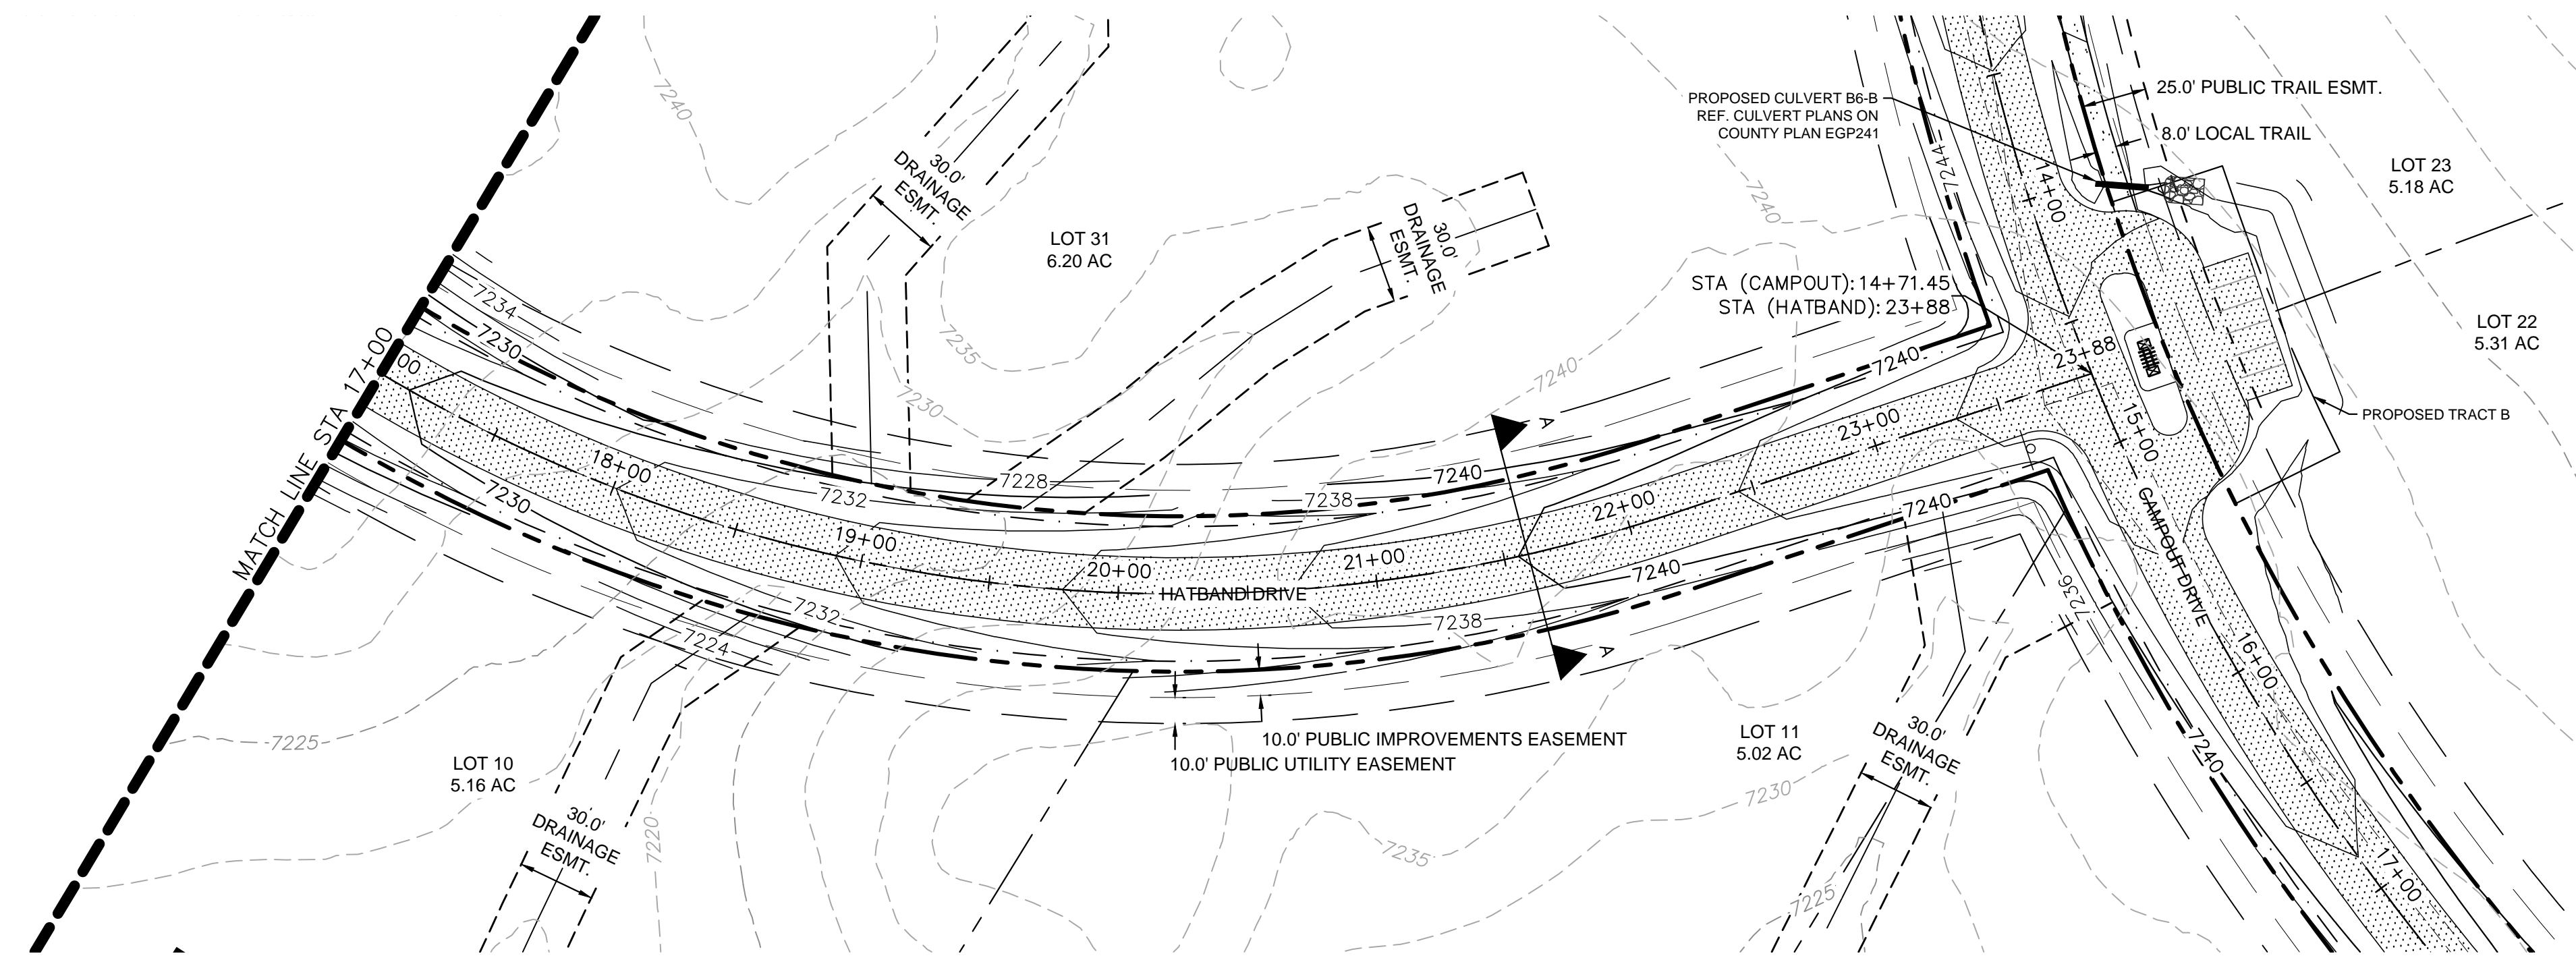 7240
PROPOSED CULVERT B6-B
REF. CULVERT PLANS ON
COUNTY PLAN EGP241
25.0' PUBLIC TRAIL ESMT.
8.0' LOCAL TRAIL
LOT 23
5.18 AC
7244
14+00
30.0'
DRAINAGE
ESMT.
30.0'
DRAINAGE
ESMT.
7240
LOT 31
6.20 AC
STA (CAMPOUT): 14+71.45
STA (HATBAND): 23+88
LOT 22
5.31 AC
7234
7230
7235
7230
7240
7240
23+88
PROPOSED TRACT B
MATCH LINE STA 17+00
00
18+00
7230
7232
7228
7238
7240
19+00
20+00
21+00
22+00
23+00
15+00
A
HATBAND DRIVE
7240
7240
7238
7232
7224
A
CAMPOUT DRIVE
7236
16+00
7225
10.0' PUBLIC IMPROVEMENTS EASEMENT
10.0' PUBLIC UTILITY EASEMENT
LOT 10
5.16 AC
LOT 11
5.02 AC
30.0'
DRAINAGE
ESMT.
7240
30.0'
DRAINAGE
ESMT.
7220
7235
7230
7225
17+00